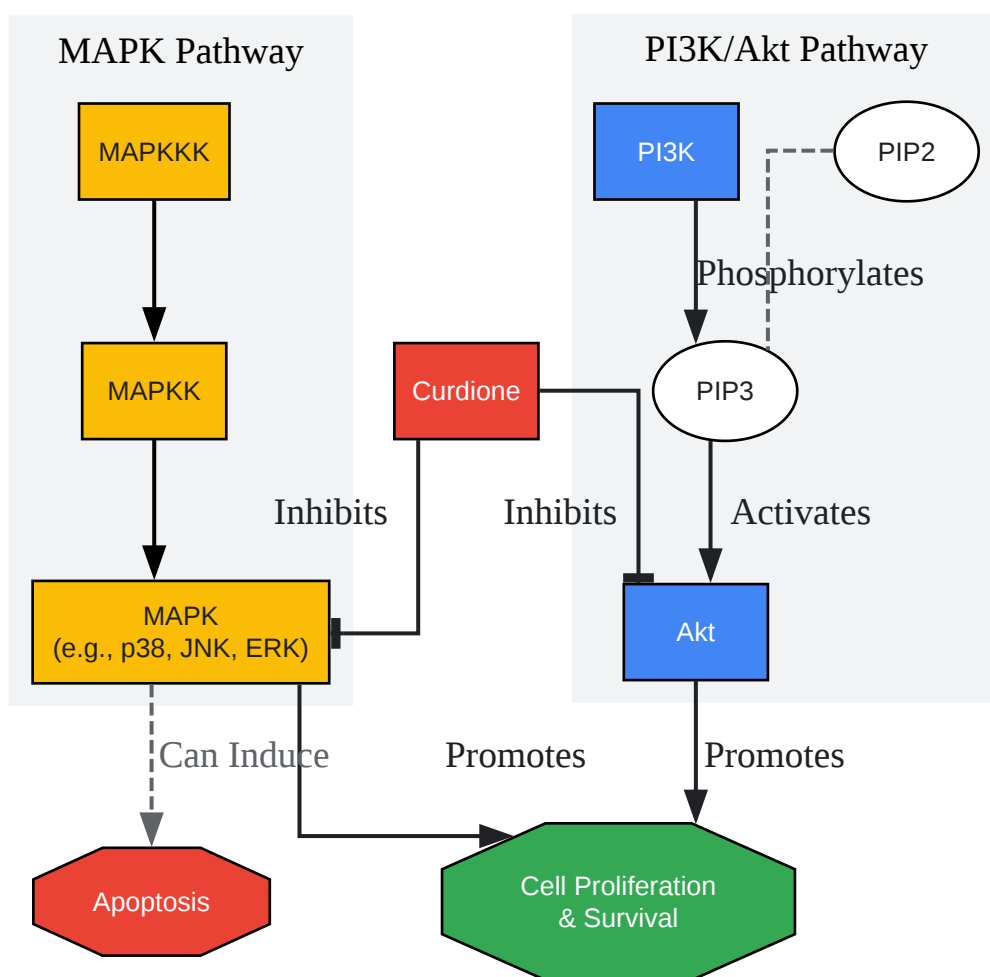 MAPK Pathway
PI3K/Akt Pathway
MAPKKK
PI3K
PIP2
Phosphorylates
MAPKK
Curdione
PIP3
Inhibits
Inhibits
Activates
MAPK
(e.g., p38, JNK, ERK)
Akt
Can Induce
Promotes
Promotes
Apoptosis
Cell Proliferation
& Survival